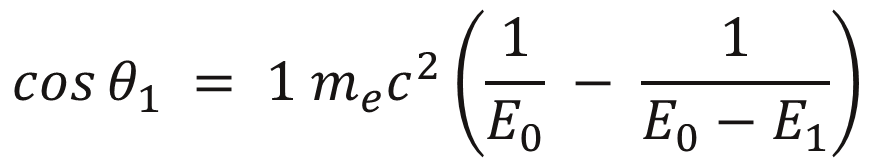 cos θ₁ = 1 mₑc² (1/E₀ − 1/(E₀ − E₁))